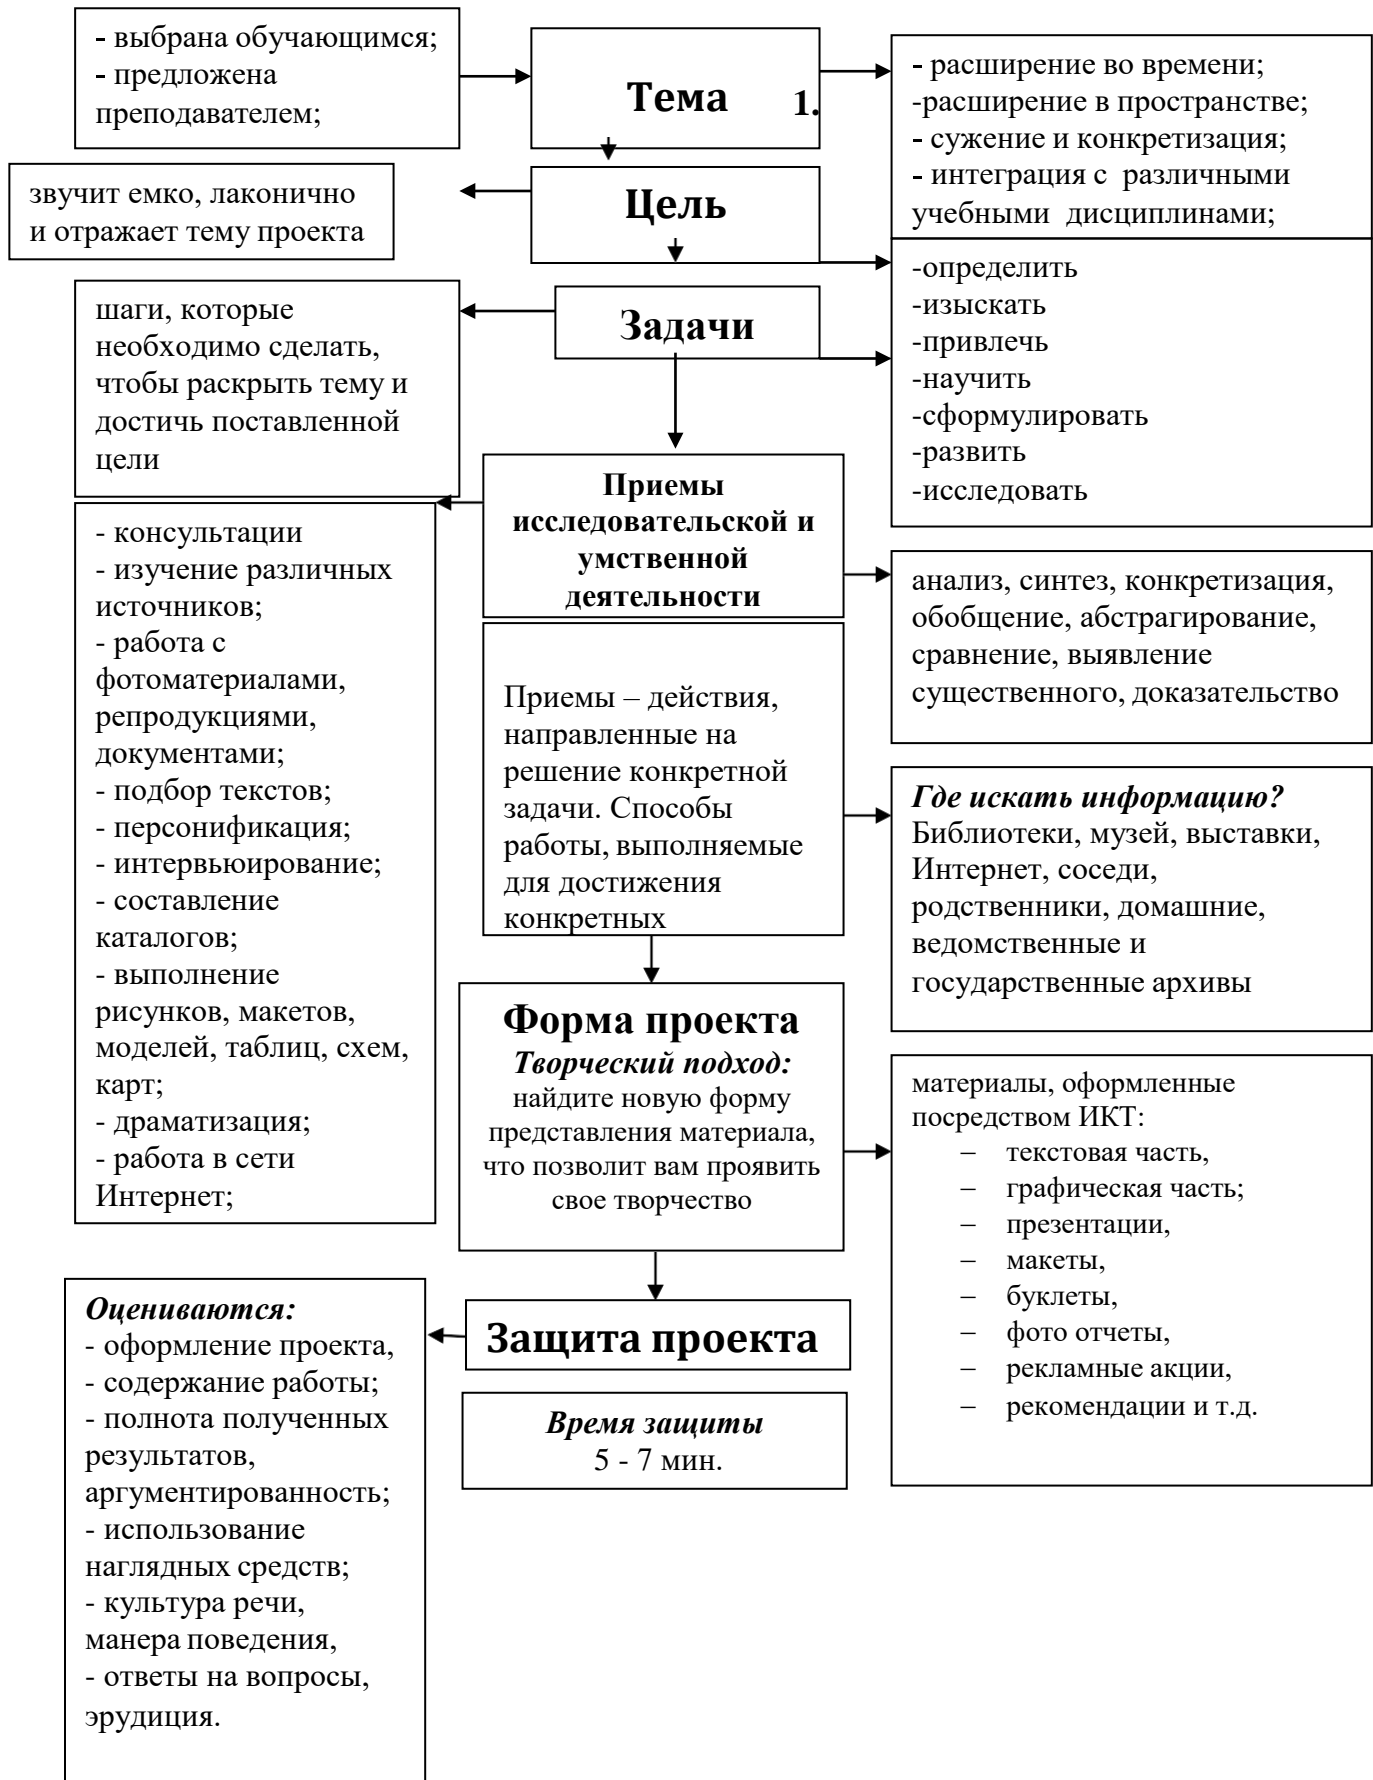 - выбрана обучающимся;
- предложена
преподавателем;
Тема 1.
- расширение во времени;
-расширение в пространстве;
- сужение и конкретизация;
- интеграция с различными
учебными дисциплинами;
звучит емко, лаконично
и отражает тему проекта
Цель
-определить
-изыскать
-привлечь
-научить
-сформулировать
-развить
-исследовать
шаги, которые
необходимо сделать,
чтобы раскрыть тему и
достичь поставленной
цели
Задачи
Приемы
исследовательской и
умственной
деятельности
- консультации
- изучение различных
источников;
- работа с
фотоматериалами,
репродукциями,
документами;
- подбор текстов;
- персонификация;
- интервьюирование;
- составление
каталогов;
- выполнение
рисунков, макетов,
моделей, таблиц, схем,
карт;
- драматизация;
- работа в сети
Интернет;
анализ, синтез, конкретизация,
обобщение, абстрагирование,
сравнение, выявление
существенного, доказательство
Приемы – действия,
направленные на
решение конкретной
задачи. Способы
работы, выполняемые
для достижения
конкретных
Где искать информацию?
Библиотеки, музей, выставки,
Интернет, соседи,
родственники, домашние,
ведомственные и
государственные архивы
Форма проекта
Творческий подход:
найдите новую форму
представления материала,
что позволит вам проявить
свое творчество
материалы, оформленные
посредством ИКТ:
– текстовая часть,
– графическая часть;
– презентации,
– макеты,
– буклеты,
– фото отчеты,
– рекламные акции,
– рекомендации и т.д.
Защита проекта
Время защиты
5 - 7 мин.
Оцениваются:
- оформление проекта,
- содержание работы;
- полнота полученных
результатов,
аргументированность;
- использование
наглядных средств;
- культура речи,
манера поведения,
- ответы на вопросы,
эрудиция.